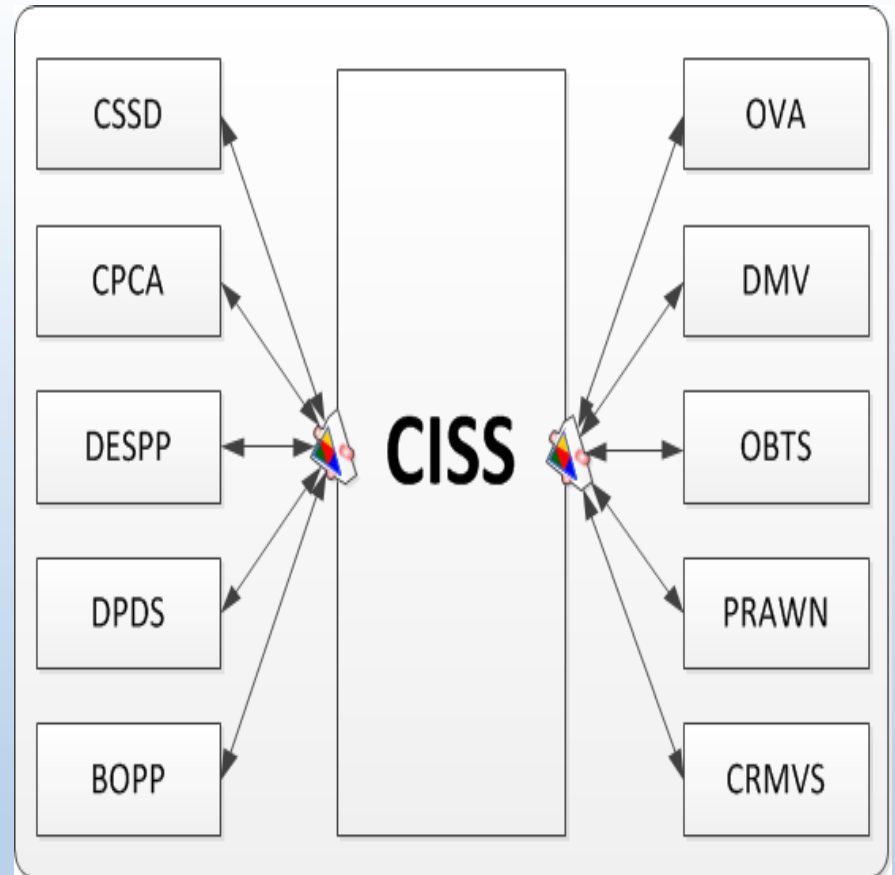 CSSD
CPCA
DESPP
DPDS
BOPP
CISS
OVA
DMV
OBTS
PRAWN
CRMVS